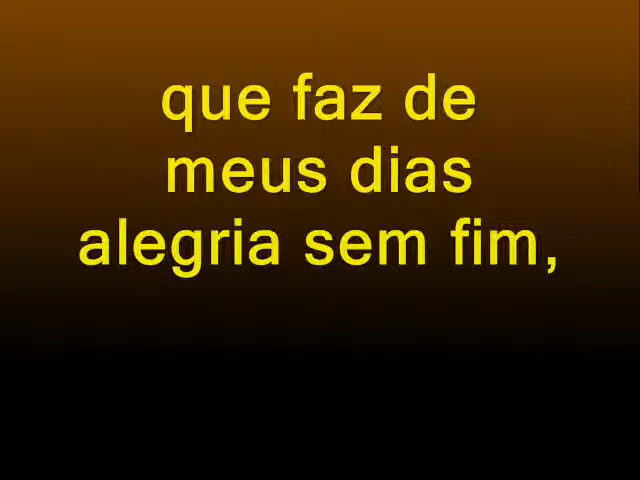 que faz de
meus dias
alegria sem fim,